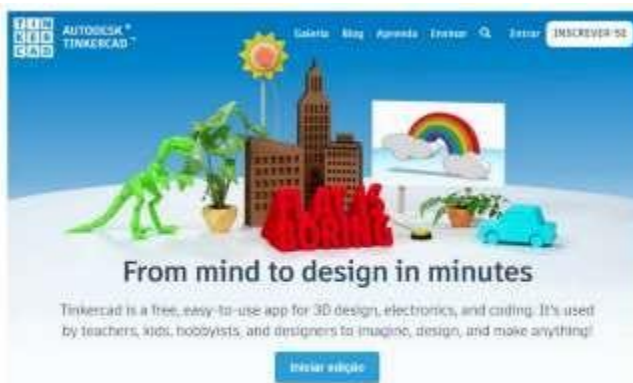 TIN
KER
CAD
AUTODESK®
TINKERCAD™
Galeria Blog Aprenda Ensinar Entrar INSCREVER-SE
From mind to design in minutes
Tinkercad is a free, easy-to-use app for 3D design, electronics, and coding. It's used
by teachers, kids, hobbyists, and designers to imagine, design, and make anything!
Iniciar edição